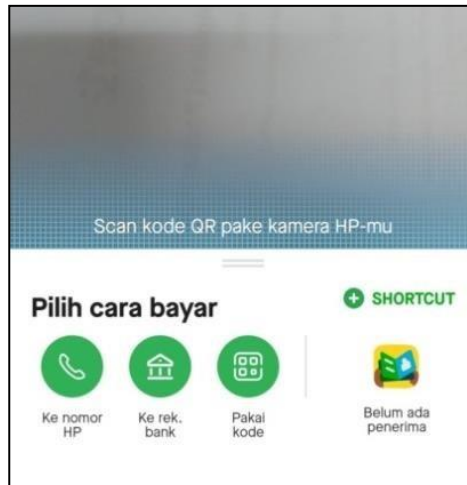 Scan kode QR pake kamera HP-mu
Pilih cara bayar
SHORTCUT
Ke nomor
HP
Ke rek.
bank
Pakai
kode
Belum ada
penerima